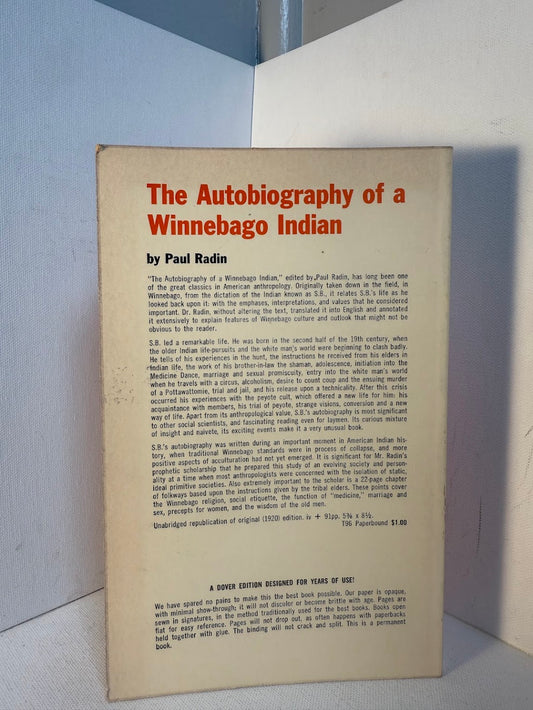 The Autobiography of a
Winnebago Indian
by Paul Radin
"The Autobiography of a Winnebago Indian," edited by Paul Radin, has long been one
of the great classics in American anthropology. Originally taken down in the field, in
Winnebago, from the dictation of the Indian known as S.B., it relates S.B.'s life as he
looked back upon it: with the emphases, interpretations, and values that he considered
important. Dr. Radin, without altering the text, translated it into English and annotated
it extensively to explain features of Winnebago culture and outlook that might not be
obvious to the reader.
S.B. led a remarkable life. He was born in the second half of the 19th century, when
the older Indian life-pursuits and the white man's world were beginning to clash badly.
He tells of his experiences in the hunt, the instructions he received from his elders in
Indian life, the work of his brother-in-law the shaman, adolescence, initiation into the
Medicine Dance, marriage and sexual promiscuity, entry into the white man's world
when he travels with a circus, alcoholism, desire to count coup and the ensuing murder
of a Pottawattomie, trial and jail, and his release upon a technicality. After this crisis
occurred his experiences with the peyote cult, which offered a new life for him: his
acquaintance with members, his trial of peyote, strange visions, conversion and a new
way of life. Apart from its anthropological value, S.B.'s autobiography is most significant
to other social scientists, and fascinating reading even for laymen. Its curious mixture
of insight and naivete, its exciting events make it a very unusual book.
S.B.'s autobiography was written during an important moment in American Indian his-
tory, when traditional Winnebago standards were in process of collapse, and more
positive aspects of acculturation had not yet emerged. It is significant for Mr. Radin's
prophetic scholarship that he prepared this study of an evolving society and person-
ality at a time when most anthropologists were concerned with the isolation of static,
ideal primitive societies. Also extremely important to the scholar is a 22-page chapter
of folkways based upon the instructions given by the tribal elders. These points cover
the Winnebago religion, social etiquette, the function of "medicine," marriage and
sex, precepts for women, and the wisdom of the old men.
Unabridged republication of original (1920) edition. iv + 91pp. 5⅜ x 8½.
T96 Paperbound $1.00
A DOVER EDITION DESIGNED FOR YEARS OF USE!
We have spared no pains to make this the best book possible. Our paper is opaque,
with minimal show-through; it will not discolor or become brittle with age. Pages are
sewn in signatures, in the method traditionally used for the best books. Books open
flat for easy reference. Pages will not drop out, as often happens with paperbacks
held together with glue. The binding will not crack and split. This is a permanent
book.